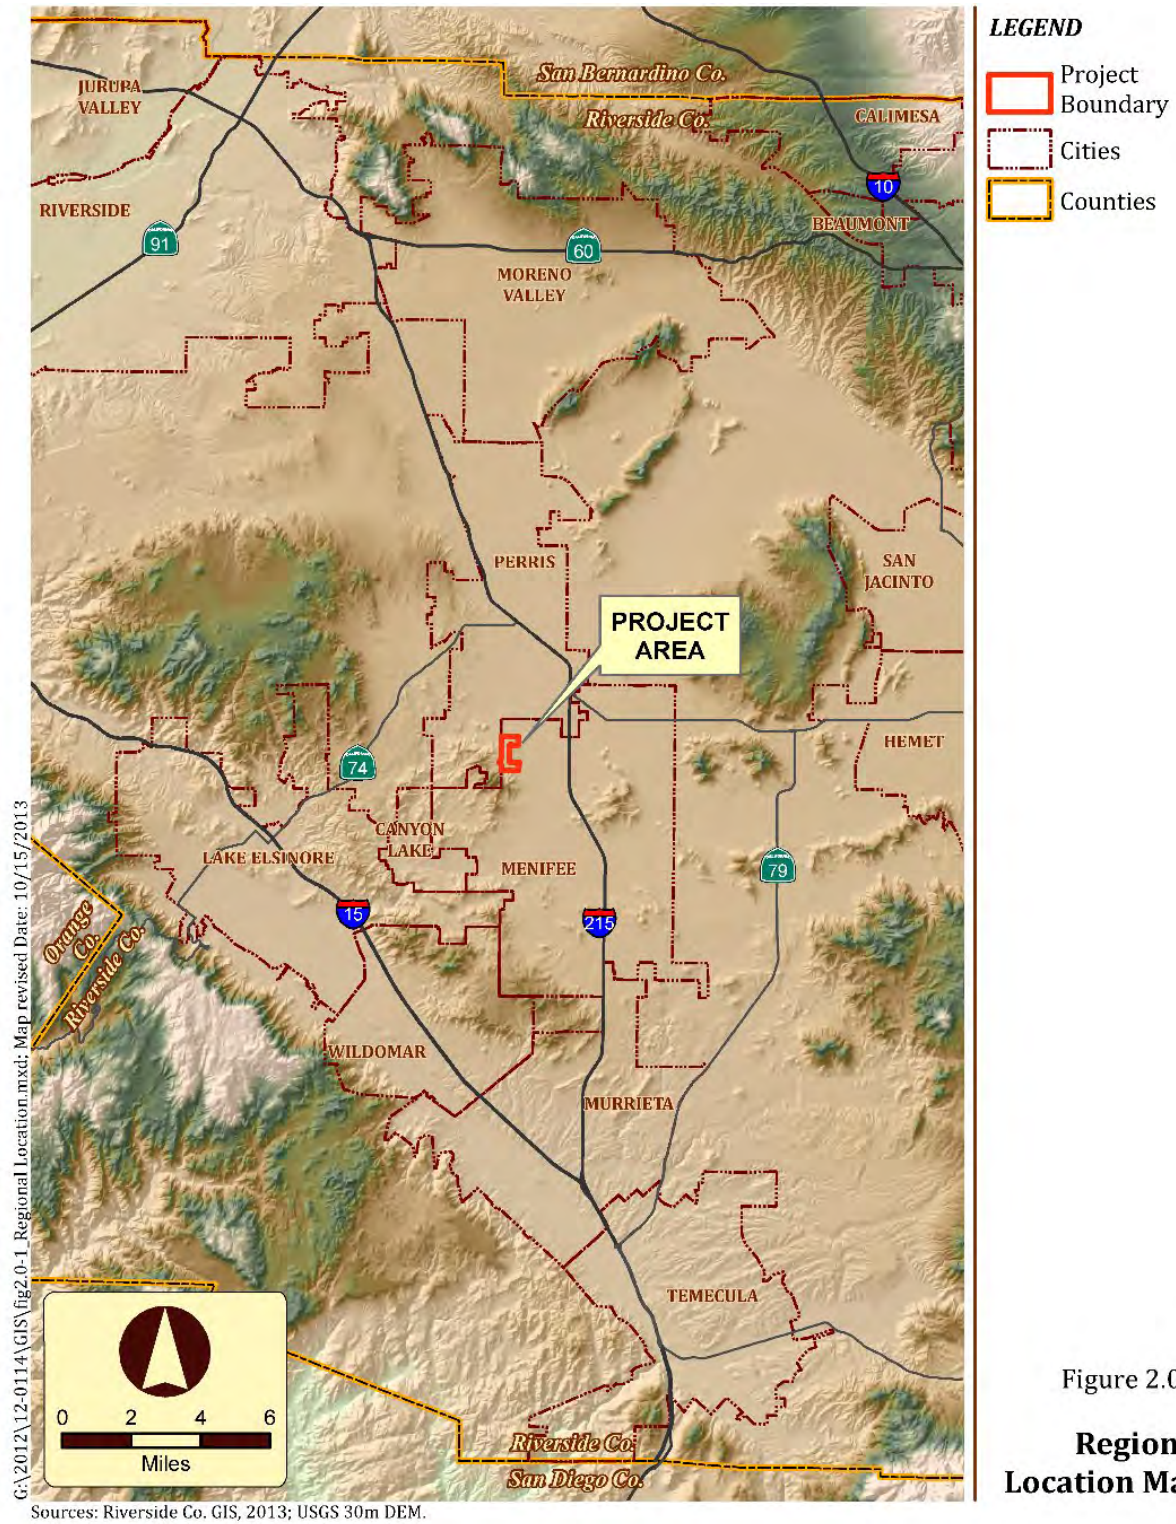 LEGEND
Project
Boundary
Cities
Counties
San Bernardino Co.
Riverside Co.
JURUPA
VALLEY
CALIMESA
10
RIVERSIDE
91
BEAUMONT
60
MORENO
VALLEY
PERRIS
SAN
JACINTO
PROJECT
AREA
HEMET
74
CANYON
LAKE
LAKE ELSINORE
MENIFEE
79
15
215
Orange
Co.
Riverside Co.
WILDOMAR
MURRIETA
TEMECULA
0 2 4 6
Miles
Riverside Co.
San Diego Co.
G:\2012\12-0114\GIS\fig2.0-1_Regional Location.mxd; Map revised Date: 10/15/2013
Sources: Riverside Co. GIS, 2013; USGS 30m DEM.
Figure 2.0
Region
Location Ma